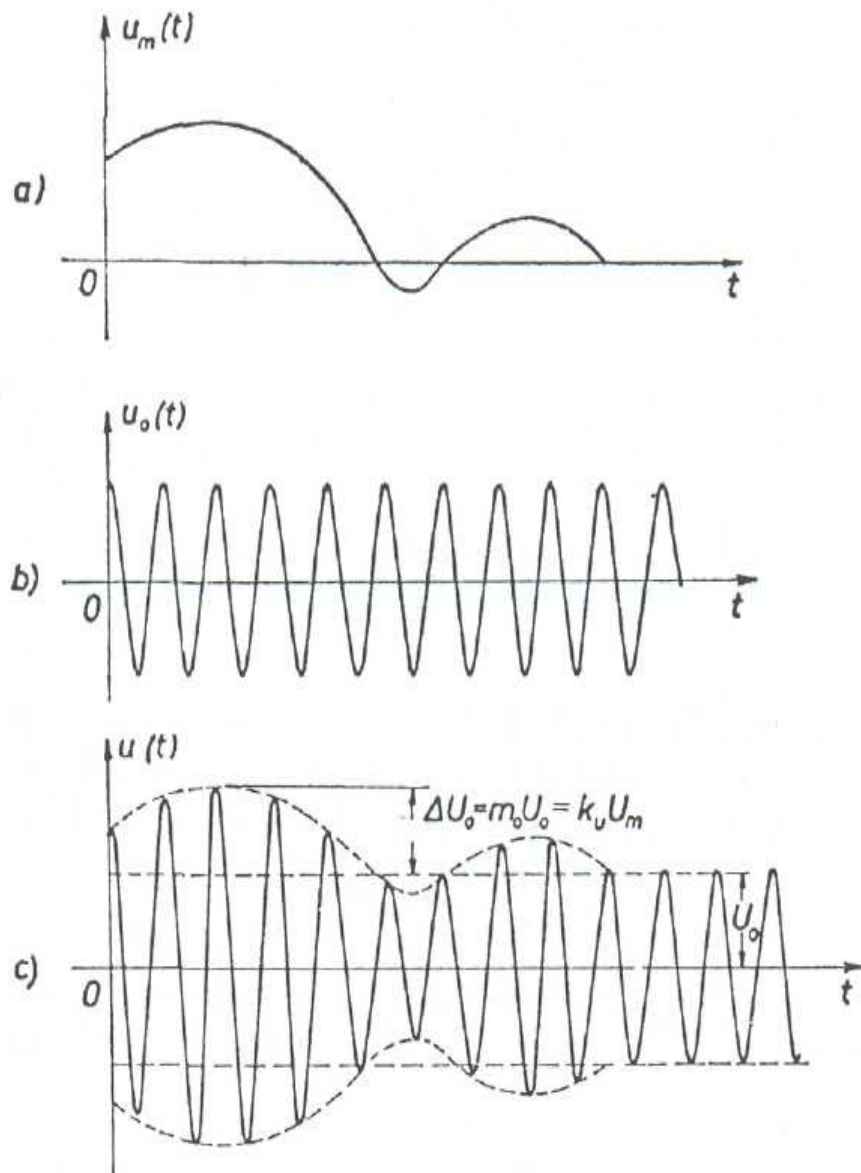 u_m(t)
a)
0
t
u_o(t)
b)
0
t
u(t)
ΔU_o=m_oU_o=k_uU_m
U_o
c)
0
t